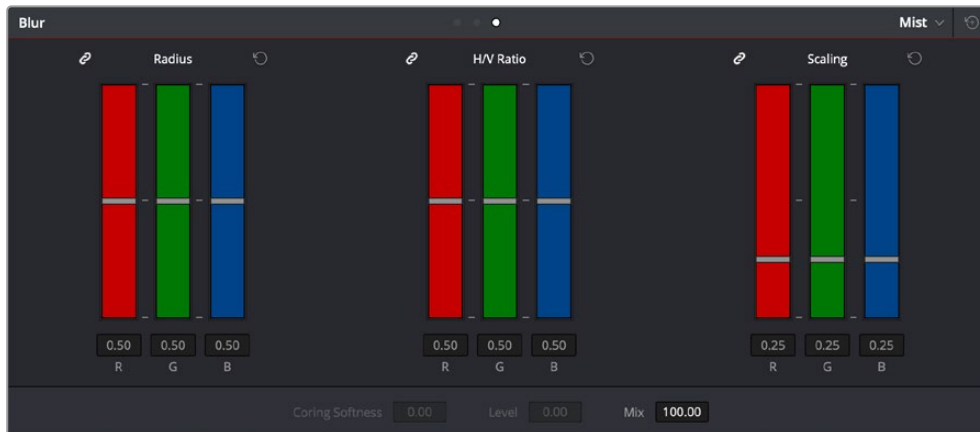 Blur Mist
Radius H/V Ratio Scaling
0.50 0.50 0.50 0.50 0.50 0.50 0.25 0.25 0.25
R G B R G B R G B
Coring Softness 0.00 Level 0.00 Mix 100.00